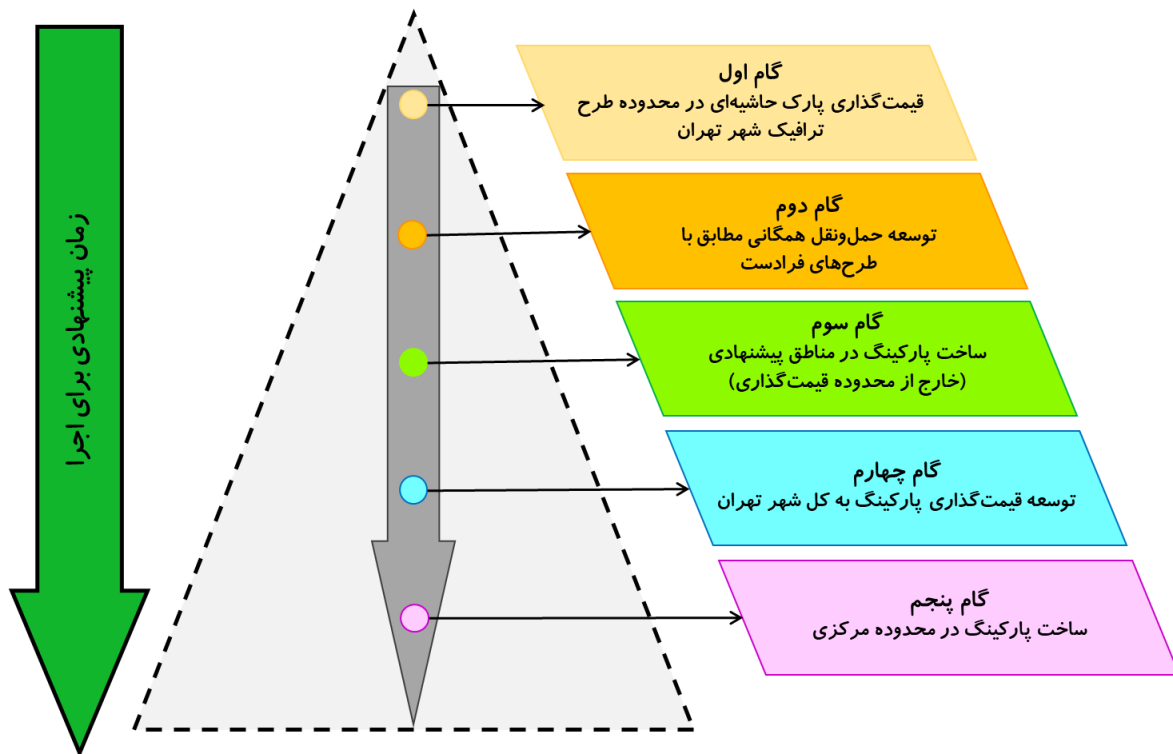 زمان پیشنهادی برای اجرا
گام اول
قیمت‌گذاری پارک حاشیه‌ای در محدوده طرح
ترافیک شهر تهران
گام دوم
توسعه حمل‌ونقل همگانی مطابق با
طرح‌های فرادست
گام سوم
ساخت پارکینگ در مناطق پیشنهادی
(خارج از محدوده قیمت‌گذاری)
گام چهارم
توسعه قیمت‌گذاری پارکینگ به کل شهر تهران
گام پنجم
ساخت پارکینگ در محدوده مرکزی